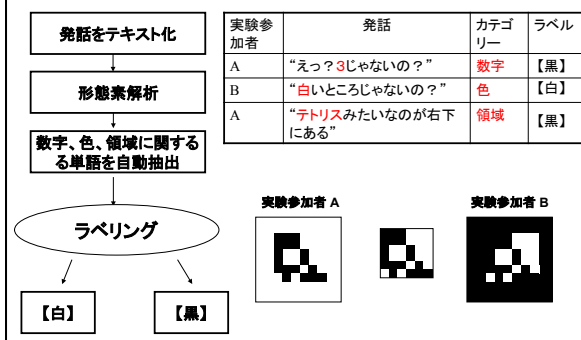 発話をテキスト化
形態素解析
数字、色、領域に関する
る単語を自動抽出
ラベリング
【白】
【黒】
実験参
加者
発話
カテゴ
リー
ラベル
A
“えっ？3じゃないの？”
数字
【黒】
B
“白いところじゃないの？”
色
【白】
A
“テトリスみたいなのが右下
にある”
領域
【黒】
実験参加者 A
実験参加者 B